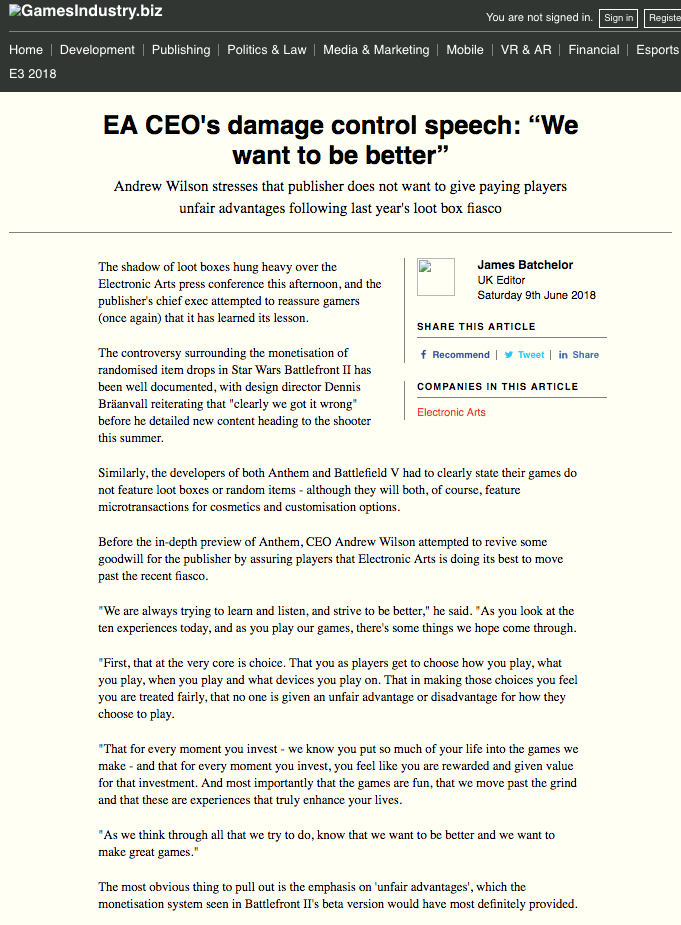 GamesIndustry.biz
You are not signed in. Sign in Registe
Home Development Publishing Politics & Law Media & Marketing Mobile VR & AR Financial Esports
E3 2018
EA CEO's damage control speech: “We
want to be better”
Andrew Wilson stresses that publisher does not want to give paying players
unfair advantages following last year's loot box fiasco
The shadow of loot boxes hung heavy over the
Electronic Arts press conference this afternoon, and the
publisher's chief exec attempted to reassure gamers
(once again) that it has learned its lesson.
The controversy surrounding the monetisation of
randomised item drops in Star Wars Battlefront II has
been well documented, with design director Dennis
Bräanvall reiterating that "clearly we got it wrong"
before he detailed new content heading to the shooter
this summer.
James Batchelor
UK Editor
Saturday 9th June 2018
SHARE THIS ARTICLE
Recommend Tweet Share
COMPANIES IN THIS ARTICLE
Electronic Arts
Similarly, the developers of both Anthem and Battlefield V had to clearly state their games do
not feature loot boxes or random items - although they will both, of course, feature
microtransactions for cosmetics and customisation options.
Before the in-depth preview of Anthem, CEO Andrew Wilson attempted to revive some
goodwill for the publisher by assuring players that Electronic Arts is doing its best to move
past the recent fiasco.
"We are always trying to learn and listen, and strive to be better," he said. "As you look at the
ten experiences today, and as you play our games, there's some things we hope come through.
"First, that at the very core is choice. That you as players get to choose how you play, what
you play, when you play and what devices you play on. That in making those choices you feel
you are treated fairly, that no one is given an unfair advantage or disadvantage for how they
choose to play.
"That for every moment you invest - we know you put so much of your life into the games we
make - and that for every moment you invest, you feel like you are rewarded and given value
for that investment. And most importantly that the games are fun, that we move past the grind
and that these are experiences that truly enhance your lives.
"As we think through all that we try to do, know that we want to be better and we want to
make great games."
The most obvious thing to pull out is the emphasis on 'unfair advantages', which the
monetisation system seen in Battlefront II's beta version would have most definitely provided.